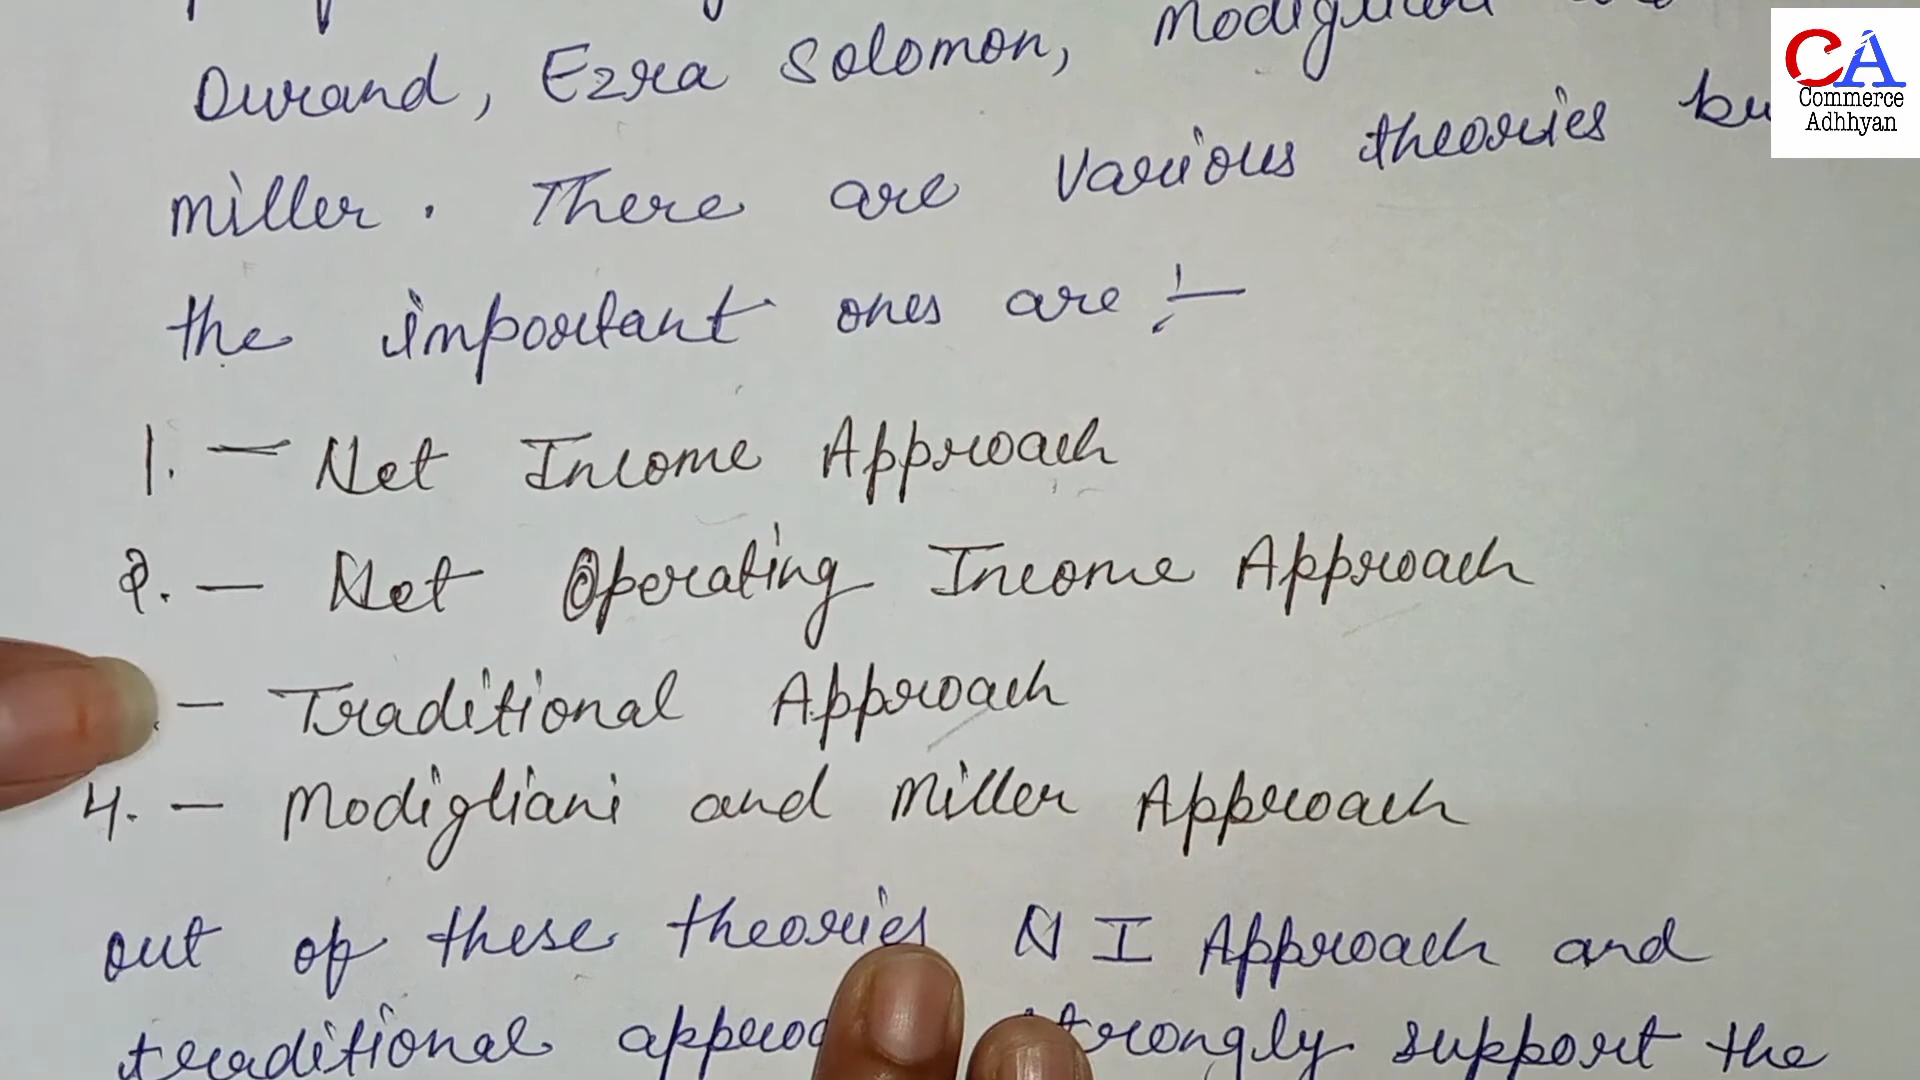 Durand, Ezra Solomon, Modigliani
miller. There are various theories
the important ones are :-
1. - Net Income Approach
2. - Net Operating Income Approach
- Traditional Approach
4. - Modigliani and Miller Approach
out of these theories N I Approach and
traditional strongly support the
CA
Commerce
Adhhyan